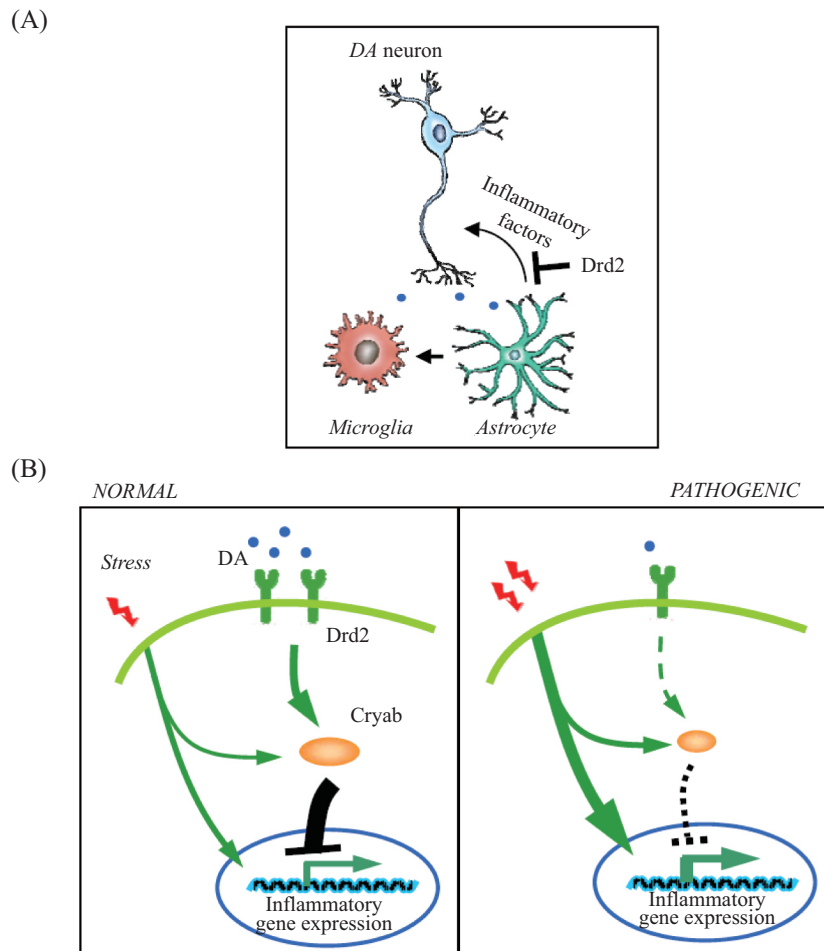 (A)
DA neuron
Inflammatory
factors
Drd2
Microglia
Astrocyte
(B)
NORMAL
PATHOGENIC
Stress
DA
Drd2
Cryab
Inflammatory
gene expression
Inflammatory
gene expression